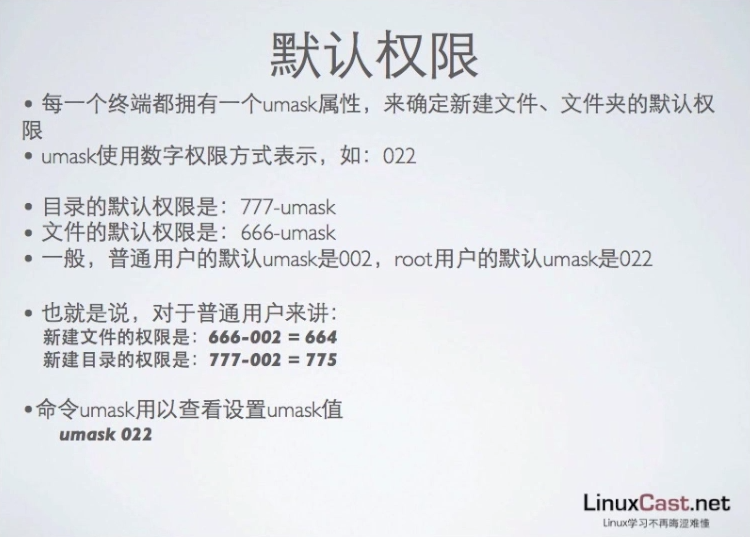 默认权限
• 每一个终端都拥有一个umask属性，来确定新建文件、文件夹的默认权
限
• umask使用数字权限方式表示，如：022
• 目录的默认权限是：777-umask
• 文件的默认权限是：666-umask
• 一般，普通用户的默认umask是002，root用户的默认umask是022
• 也就是说，对于普通用户来讲：
新建文件的权限是：666-002 = 664
新建目录的权限是：777-002 = 775
•命令umask用以查看设置umask值
umask 022
LinuxCast.net
Linux学习不再晦涩难懂